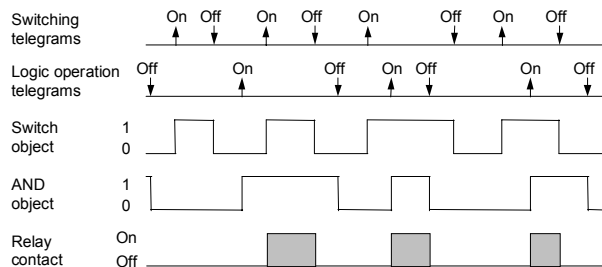 Switching telegrams On Off On Off On Off On Off
Logic operation telegrams Off On Off On Off On Off
Switch object 1 0
AND object 1 0
Relay contact On Off